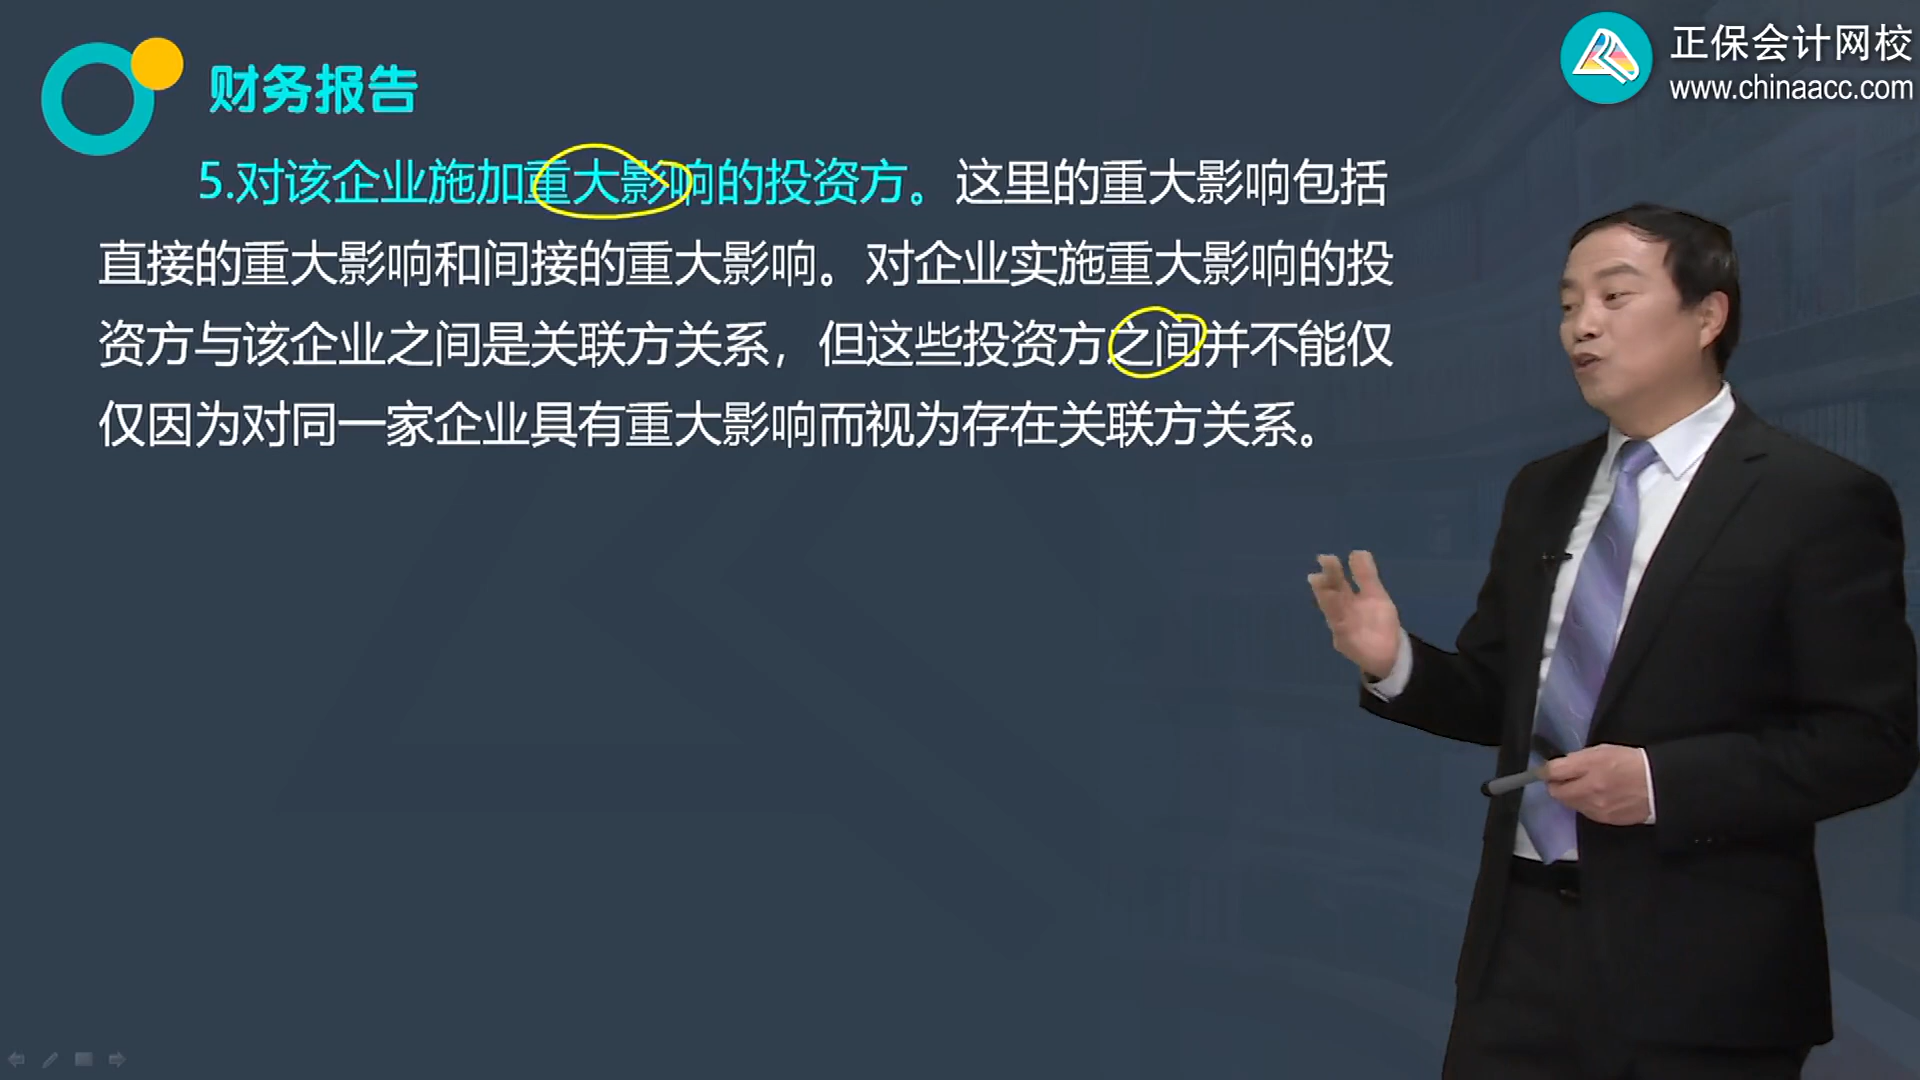 正保会计网校
www.chinaacc.com
财务报告
5.对该企业施加重大影响的投资方。这里的重大影响包括
直接的重大影响和间接的重大影响。对企业实施重大影响的投
资方与该企业之间是关联方关系，但这些投资方之间并不能仅
仅因为对同一家企业具有重大影响而视为存在关联方关系。